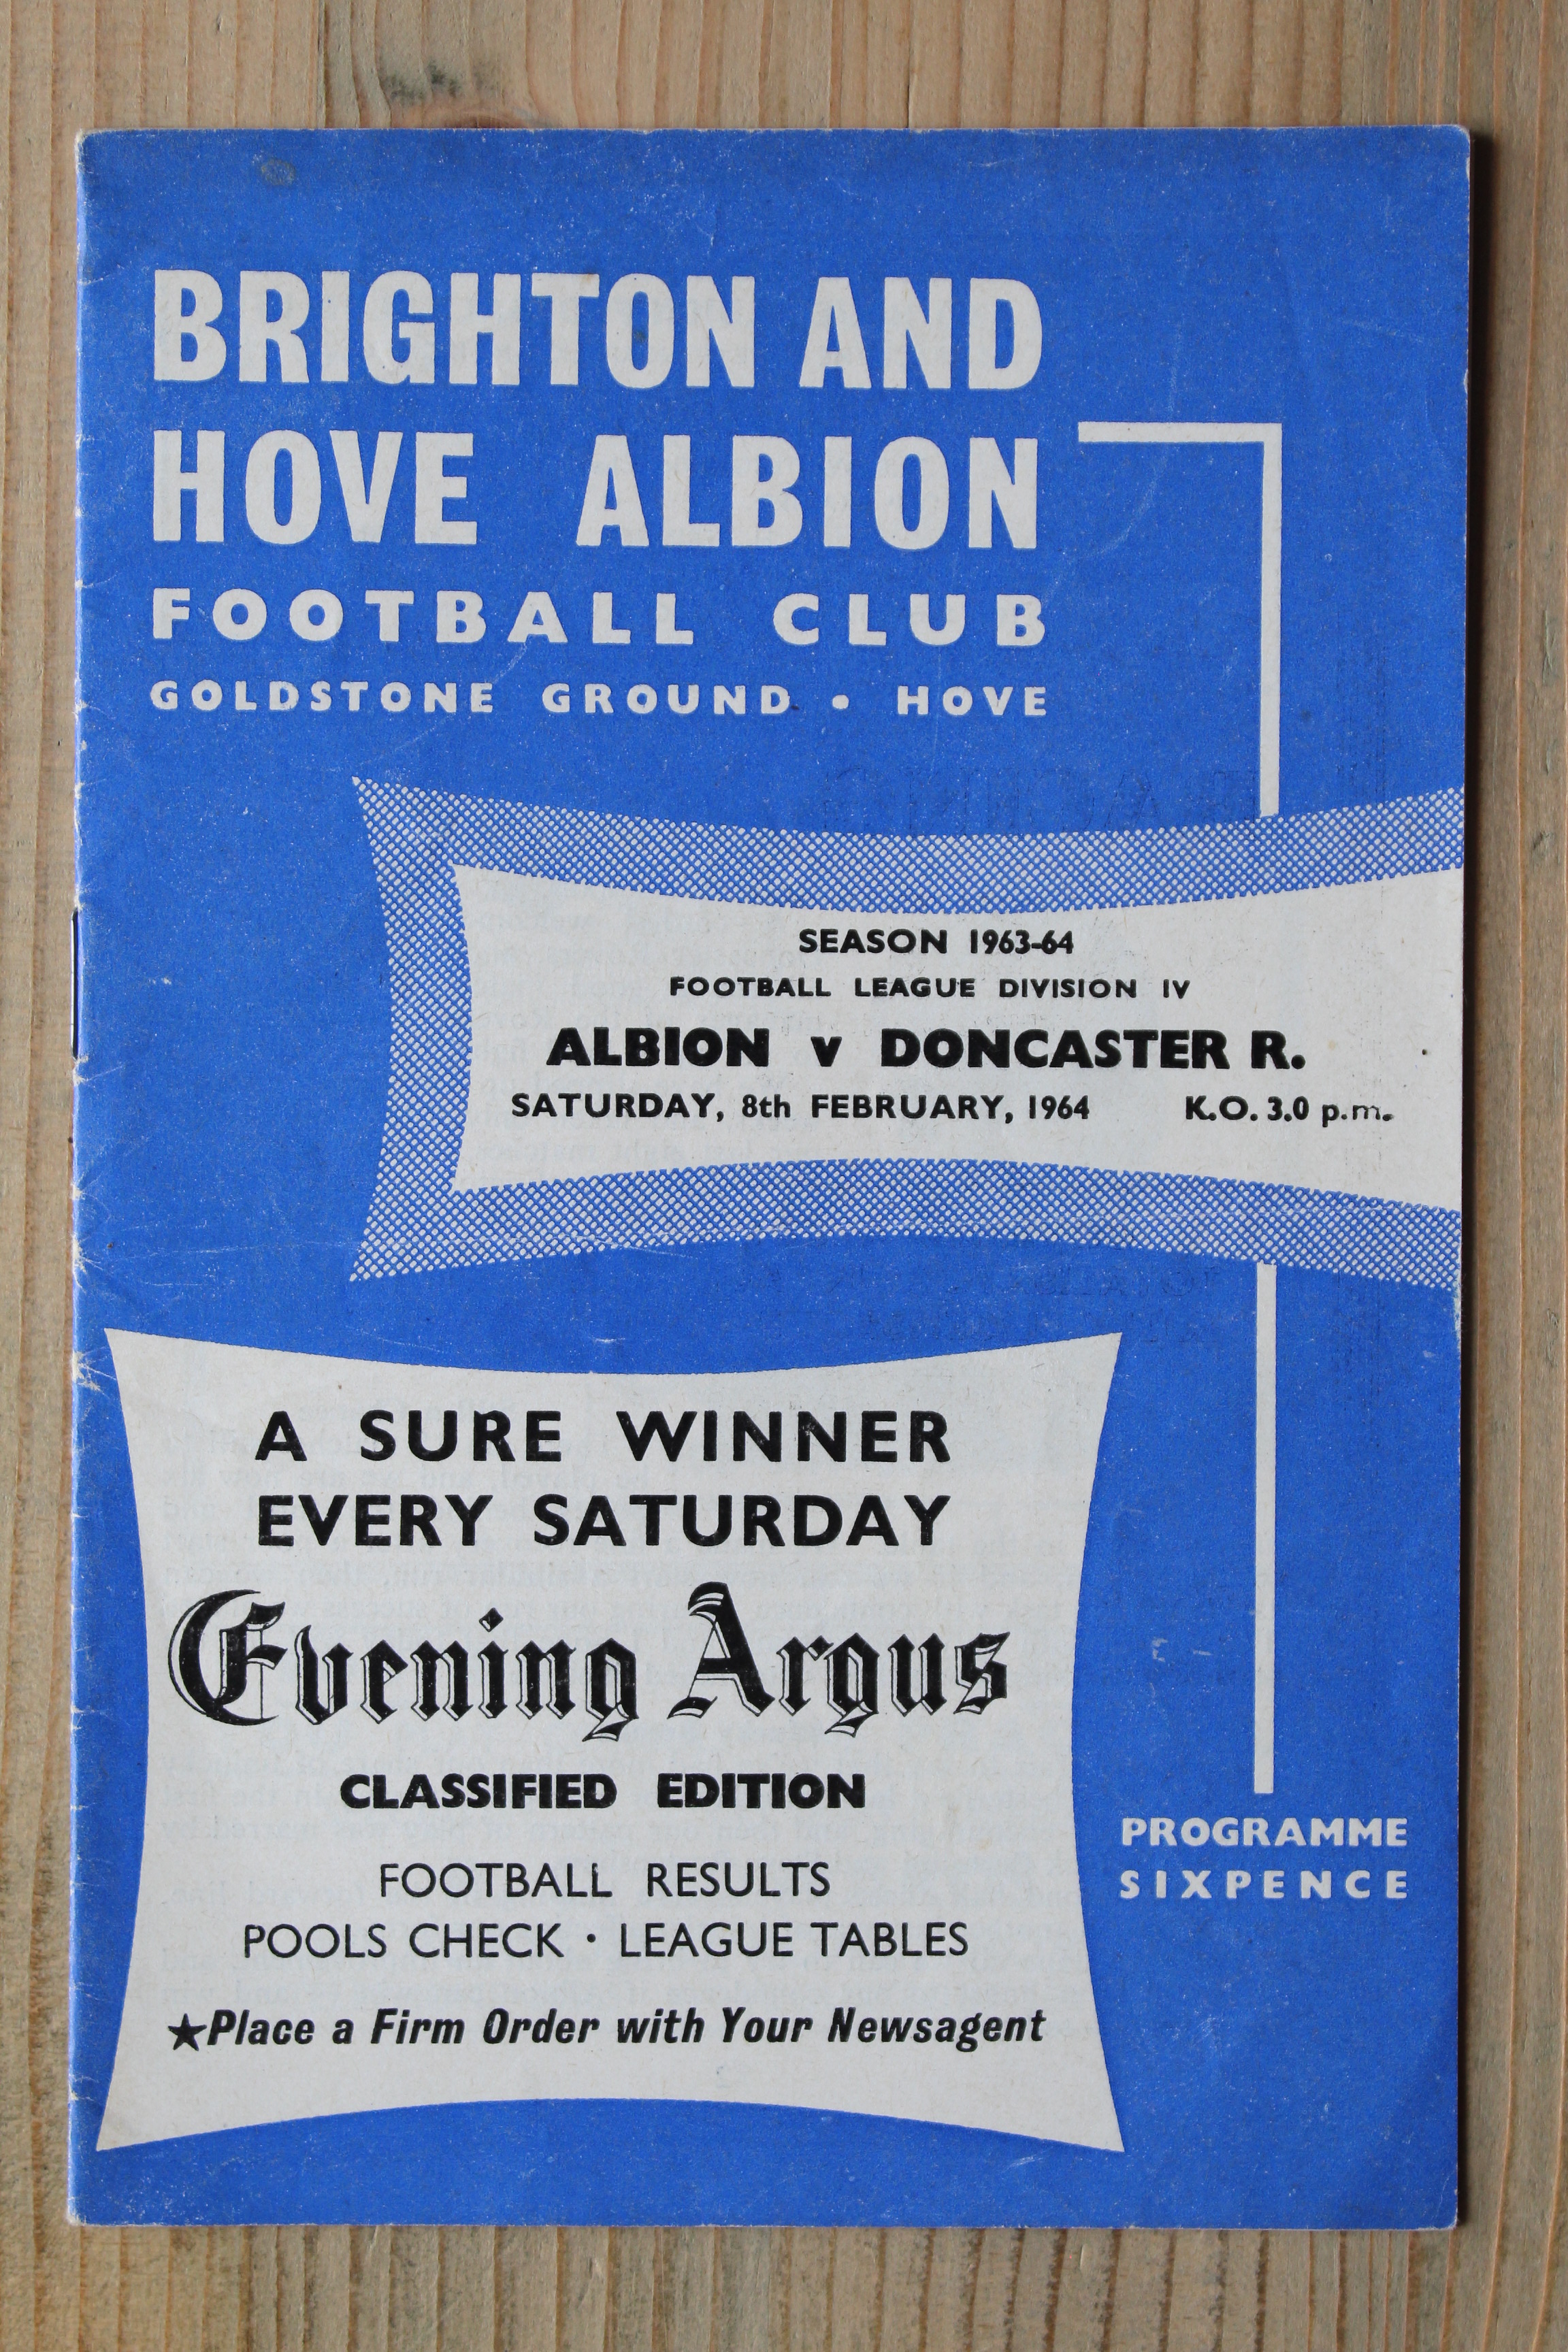 BRIGHTON AND
HOVE ALBION
FOOTBALL CLUB
GOLDSTONE GROUND • HOVE
SEASON 1963-64
FOOTBALL LEAGUE DIVISION IV
ALBION v DONCASTER R.
SATURDAY, 8th FEBRUARY, 1964 K.O. 3.0 p.m.
A SURE WINNER
EVERY SATURDAY
Evening Argus
CLASSIFIED EDITION
FOOTBALL RESULTS
POOLS CHECK • LEAGUE TABLES
★Place a Firm Order with Your Newsagent
PROGRAMME
SIXPENCE